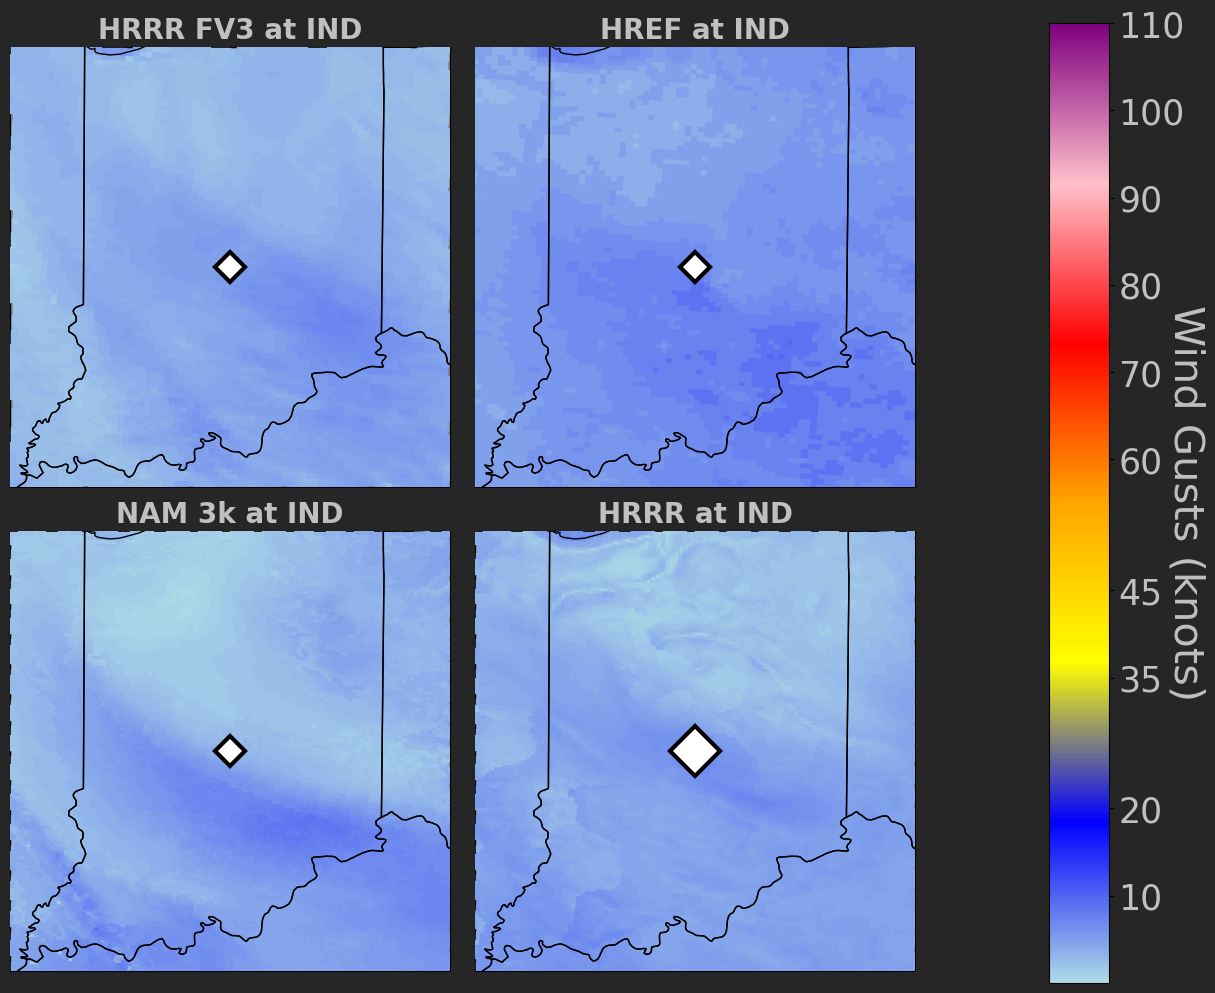 HRRR FV3 at IND
HREF at IND
NAM 3k at IND
HRRR at IND
110
100
90
80
70
60
45
35
20
10
Wind Gusts (knots)